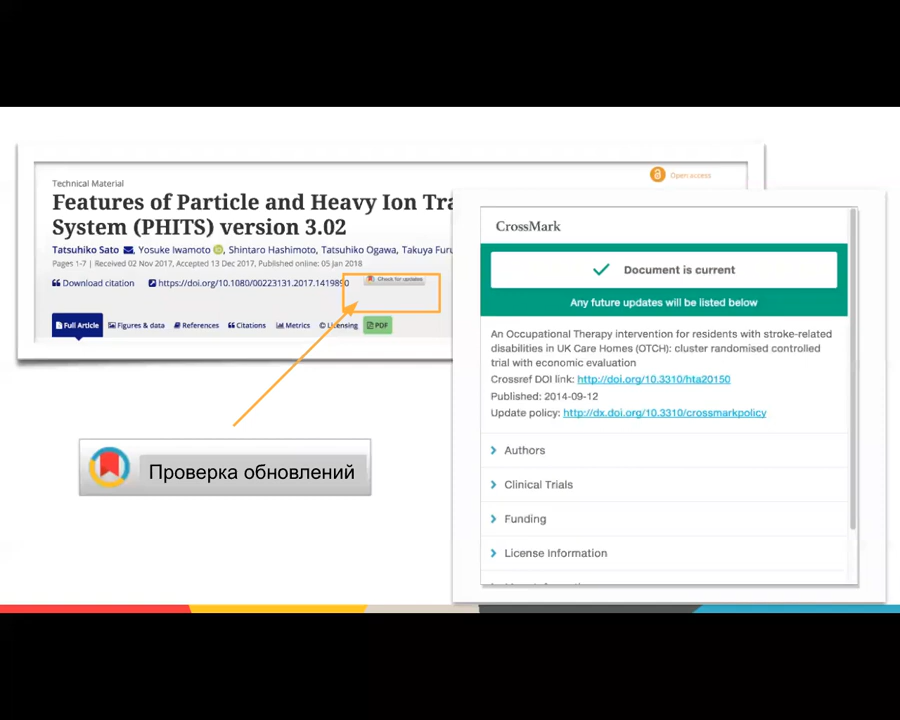 Technical Material
Open access
Features of Particle and Heavy Ion
System (PHITS) version 3.02
Tatsuhiko Sato Yosuke Iwamoto Shintaro Hashimoto, Tatsuhiko Ogawa, Takuya
Pages 1-7 | Received 02 Nov 2017, Accepted 13 Dec 2017, Published online: 05 Jan 2018
Download citation https://doi.org/10.1080/00223131.2017.1419890
Check for updates
Full Article Figures & data References Citations Metrics Licensing PDF
Проверка обновлений
CrossMark
Document is current
Any future updates will be listed below
An Occupational Therapy intervention for residents with stroke-related
disabilities in UK Care Homes (OTCH): cluster randomised controlled
trial with economic evaluation
Crossref DOI link: http://doi.org/10.3310/hta20150
Published: 2014-09-12
Update policy: http://dx.doi.org/10.3310/crossmarkpolicy
Authors
Clinical Trials
Funding
License Information